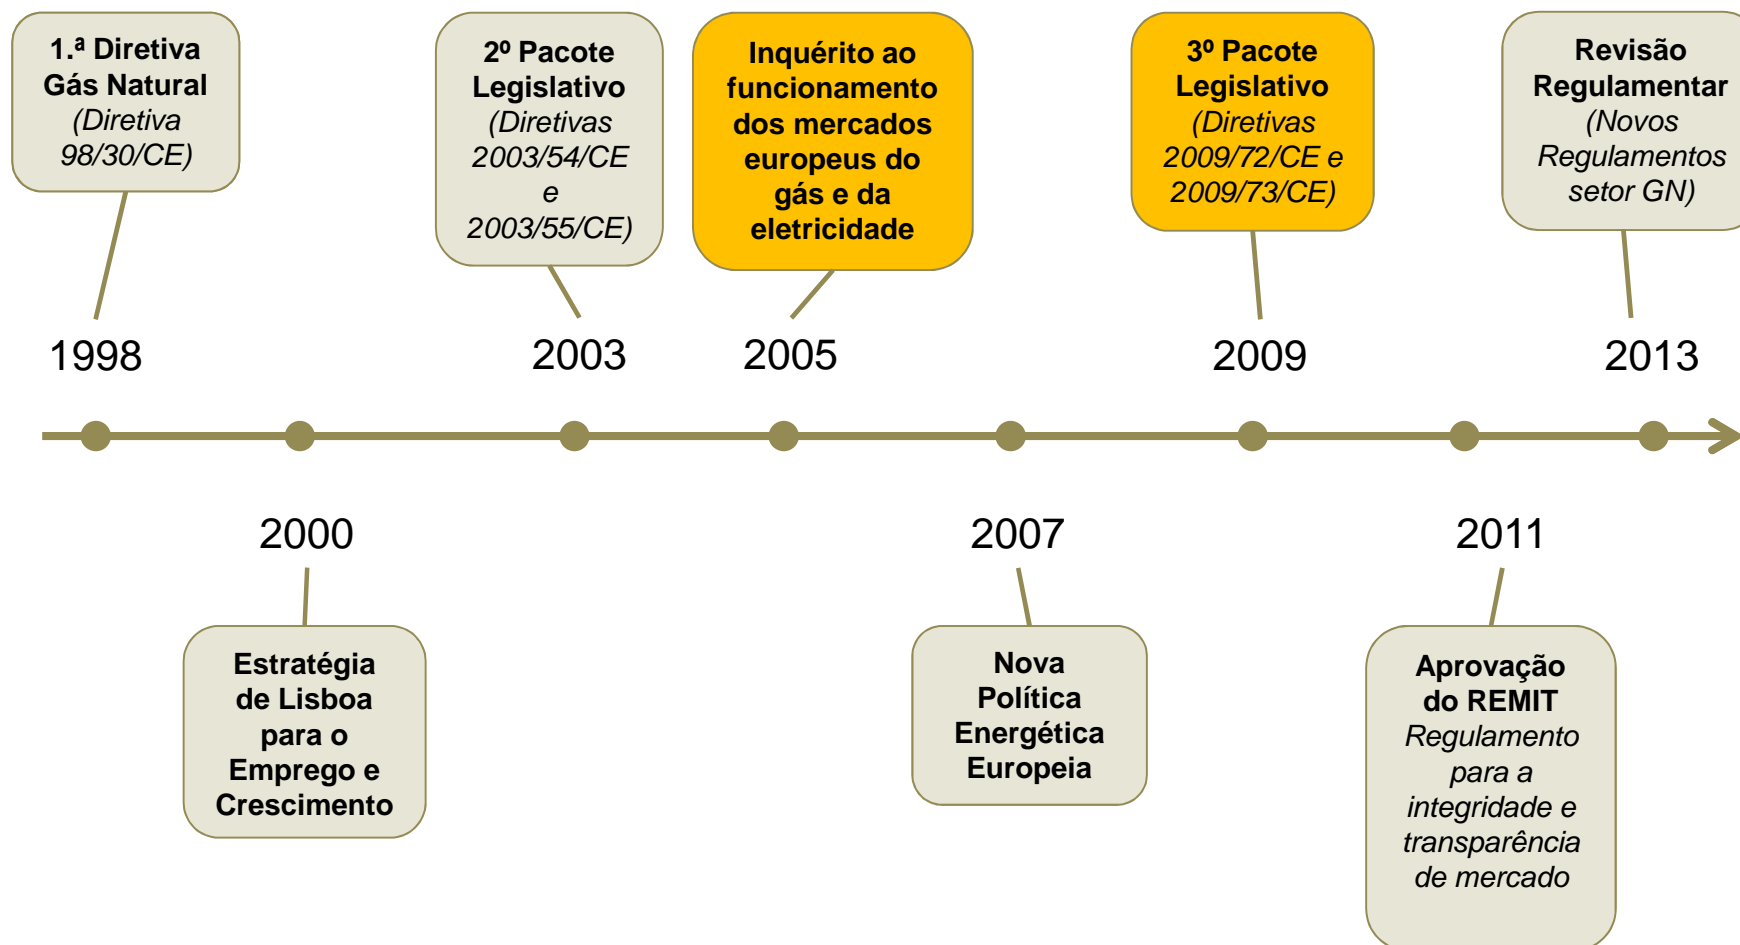 1.ª Diretiva
Gás Natural
(Diretiva
98/30/CE)
2º Pacote
Legislativo
(Diretivas
2003/54/CE
e
2003/55/CE)
Inquérito ao
funcionamento
dos mercados
europeus do
gás e da
eletricidade
3º Pacote
Legislativo
(Diretivas
2009/72/CE e
2009/73/CE)
Revisão
Regulamentar
(Novos
Regulamentos
setor GN)
1998
2003
2005
2009
2013
2000
2007
2011
Estratégia
de Lisboa
para o
Emprego e
Crescimento
Nova
Política
Energética
Europeia
Aprovação
do REMIT
Regulamento
para a
integridade e
transparência
de mercado